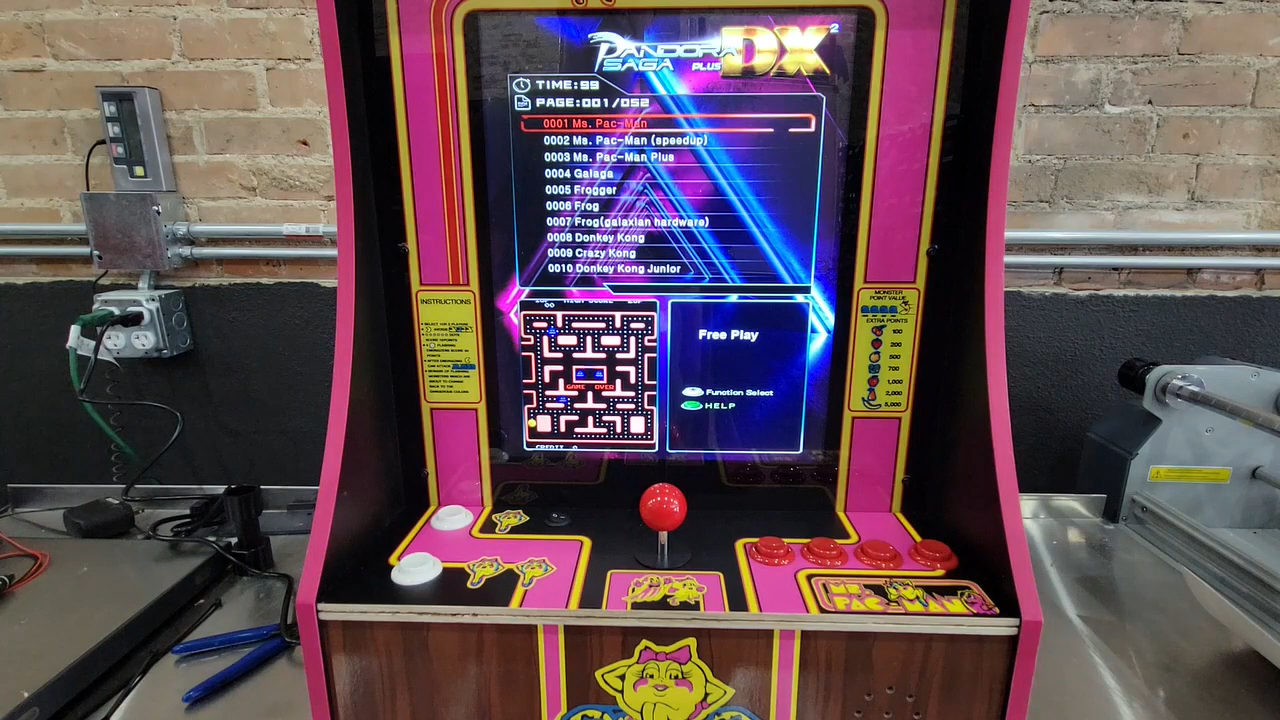 PANDORA
SAGA PLUS DX 2
TIME:99
PAGE:001/052
0001 Ms. Pac-Man
0002 Ms. Pac-Man (speedup)
0003 Ms. Pac-Man Plus
0004 Galaga
0005 Frogger
0006 Frog
0007 Frog(galaxian hardware)
0008 Donkey Kong
0009 Crazy Kong
0010 Donkey Kong Junior
GAME OVER
CREDIT 0
Free Play
Function Select
HELP
INSTRUCTIONS
MONSTER
POINT VALUE
EXTRA POINTS
100
200
500
700
1,000
2,000
5,000
MS.
PAC-MAN